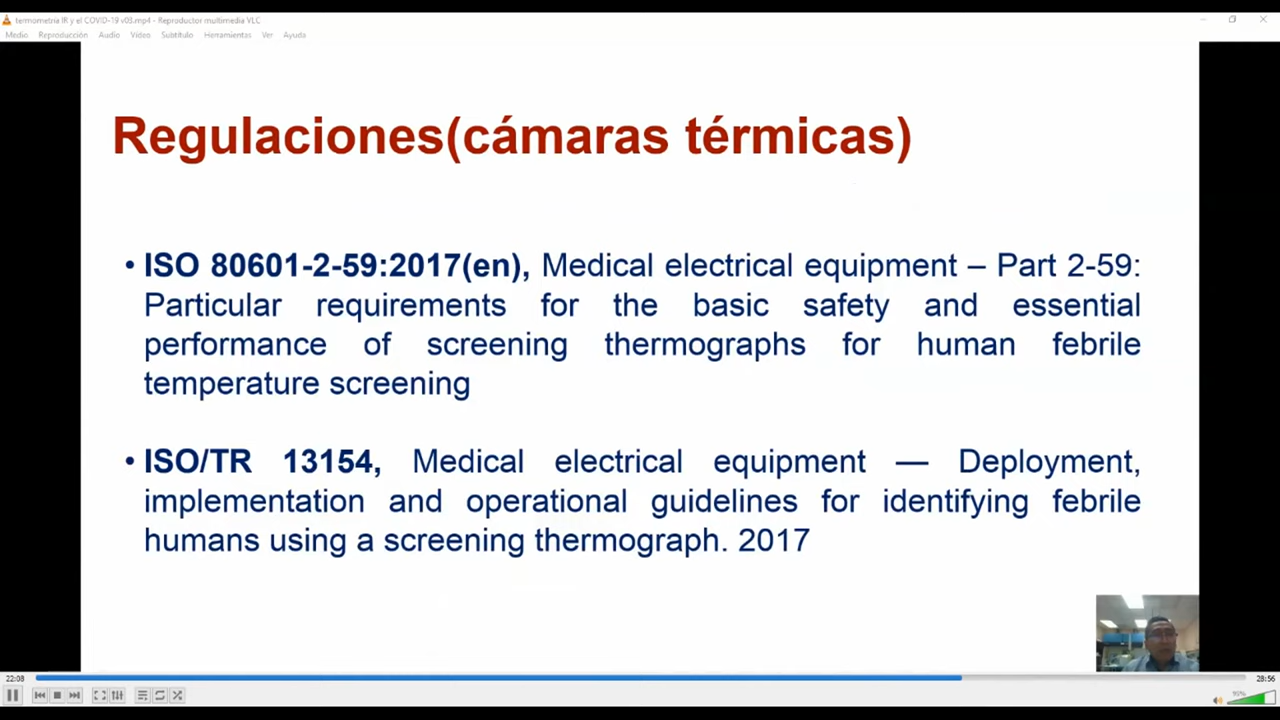 termometría IR y el COVID-19 v03.mp4 - Reproductor multimedia VLC
Medio Reproducción Audio Vídeo Subtítulo Herramientas Ver Ayuda
Regulaciones(cámaras térmicas)
• ISO 80601-2-59:2017(en), Medical electrical equipment – Part 2-59:
Particular requirements for the basic safety and essential
performance of screening thermographs for human febrile
temperature screening
• ISO/TR 13154, Medical electrical equipment — Deployment,
implementation and operational guidelines for identifying febrile
humans using a screening thermograph. 2017
22:08
28:56
95%